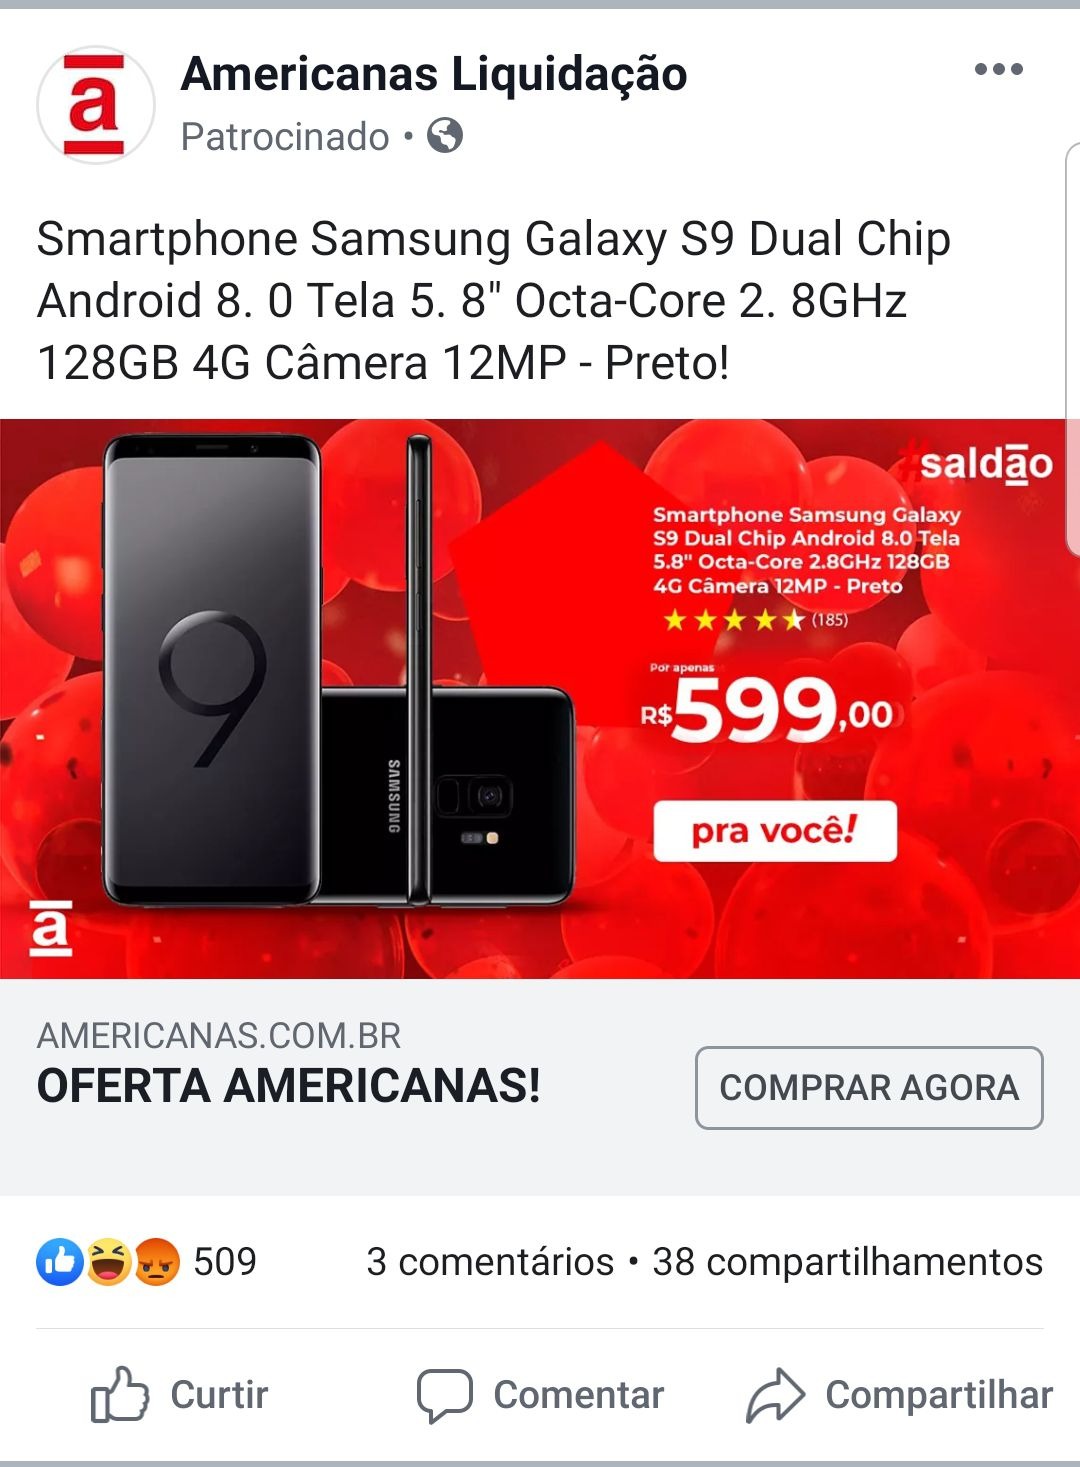 a
Americanas Liquidação
Patrocinado •
Smartphone Samsung Galaxy S9 Dual Chip
Android 8. 0 Tela 5. 8" Octa-Core 2. 8GHz
128GB 4G Câmera 12MP - Preto!
#saldão
Smartphone Samsung Galaxy
S9 Dual Chip Android 8.0 Tela
5.8" Octa-Core 2.8GHz 128GB
4G Câmera 12MP - Preto
(185)
Por apenas
R$599,00
pra você!
9
SAMSUNG
a
AMERICANAS.COM.BR
OFERTA AMERICANAS!
COMPRAR AGORA
509
3 comentários • 38 compartilhamentos
Curtir
Comentar
Compartilhar